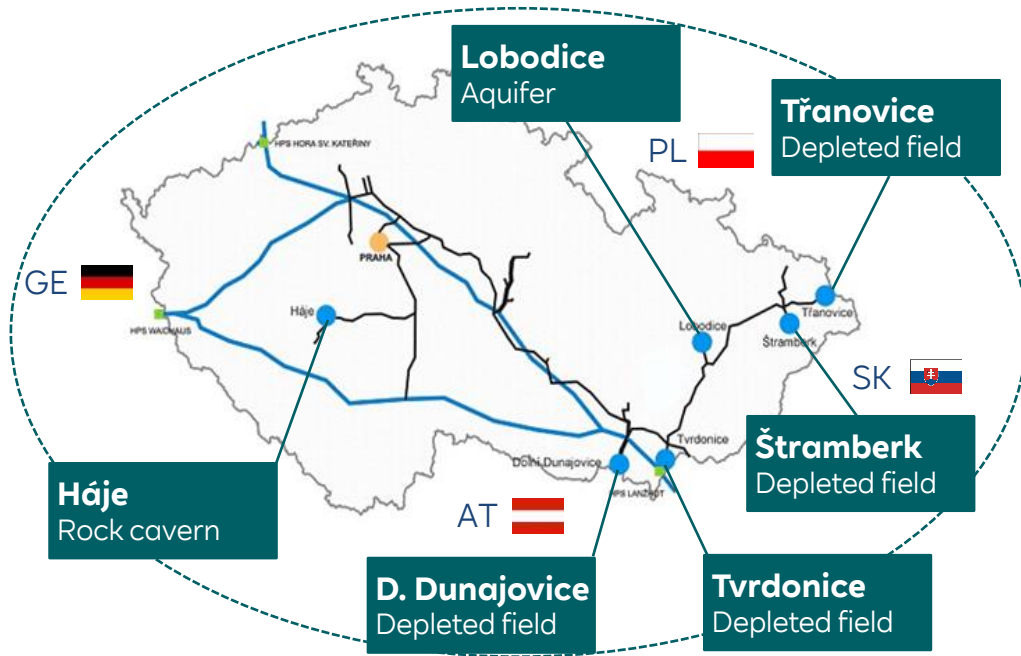 Lobodice
Aquifer
Třanovice
Depleted field
PL
HPS HORA SV. KATEŘINY
PRAHA
GE
HPS WAIDHAUS
Háje
Lobodice
Třanovice
Štramberk
SK
Štramberk
Depleted field
Tvrdonice
Dolní Dunajovice
HPS LANŽHOT
Háje
Rock cavern
AT
D. Dunajovice
Depleted field
Tvrdonice
Depleted field